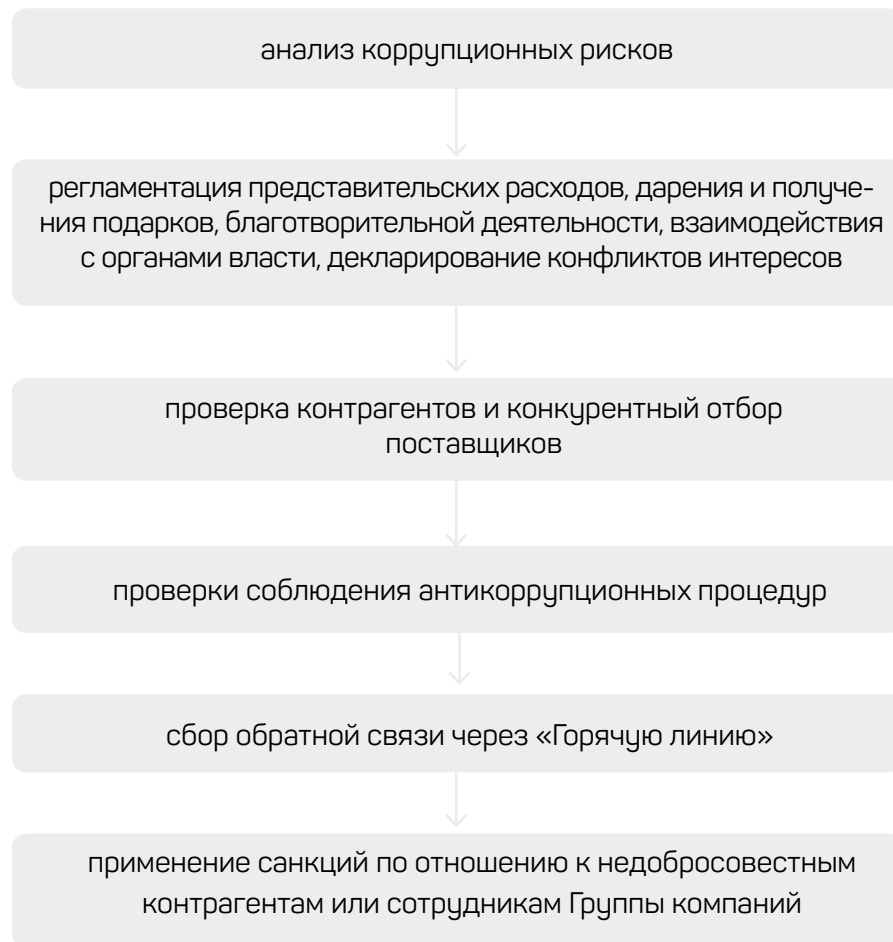 анализ коррупционных рисков
регламентация представительских расходов, дарения и получе-
ния подарков, благотворительной деятельности, взаимодействия
с органами власти, декларирование конфликтов интересов
проверка контрагентов и конкурентный отбор
поставщиков
проверки соблюдения антикоррупционных процедур
сбор обратной связи через «Горячую линию»
применение санкций по отношению к недобросовестным
контрагентам или сотрудникам Группы компаний